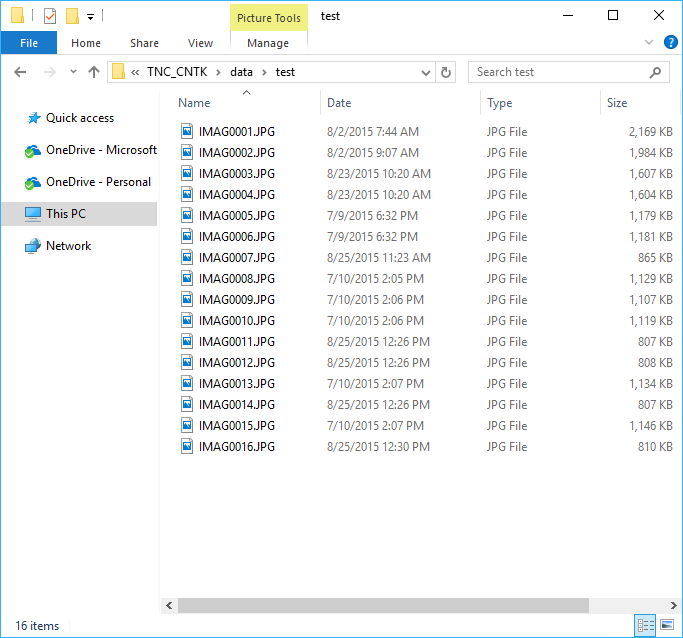 Picture Tools test
File Home Share View Manage
« TNC_CNTK > data > test Search test
Name Date Type Size
Quick access
OneDrive - Microsoft
OneDrive - Personal
This PC
Network
IMAG0001.JPG 8/2/2015 7:44 AM JPG File 2,169 KB
IMAG0002.JPG 8/2/2015 9:07 AM JPG File 1,984 KB
IMAG0003.JPG 8/23/2015 10:20 AM JPG File 1,607 KB
IMAG0004.JPG 8/23/2015 10:20 AM JPG File 1,604 KB
IMAG0005.JPG 7/9/2015 6:32 PM JPG File 1,179 KB
IMAG0006.JPG 7/9/2015 6:32 PM JPG File 1,181 KB
IMAG0007.JPG 8/25/2015 11:23 AM JPG File 865 KB
IMAG0008.JPG 7/10/2015 2:05 PM JPG File 1,129 KB
IMAG0009.JPG 7/10/2015 2:06 PM JPG File 1,107 KB
IMAG0010.JPG 7/10/2015 2:06 PM JPG File 1,119 KB
IMAG0011.JPG 8/25/2015 12:26 PM JPG File 807 KB
IMAG0012.JPG 8/25/2015 12:26 PM JPG File 808 KB
IMAG0013.JPG 7/10/2015 2:07 PM JPG File 1,134 KB
IMAG0014.JPG 8/25/2015 12:26 PM JPG File 807 KB
IMAG0015.JPG 7/10/2015 2:07 PM JPG File 1,146 KB
IMAG0016.JPG 8/25/2015 12:30 PM JPG File 810 KB
16 items